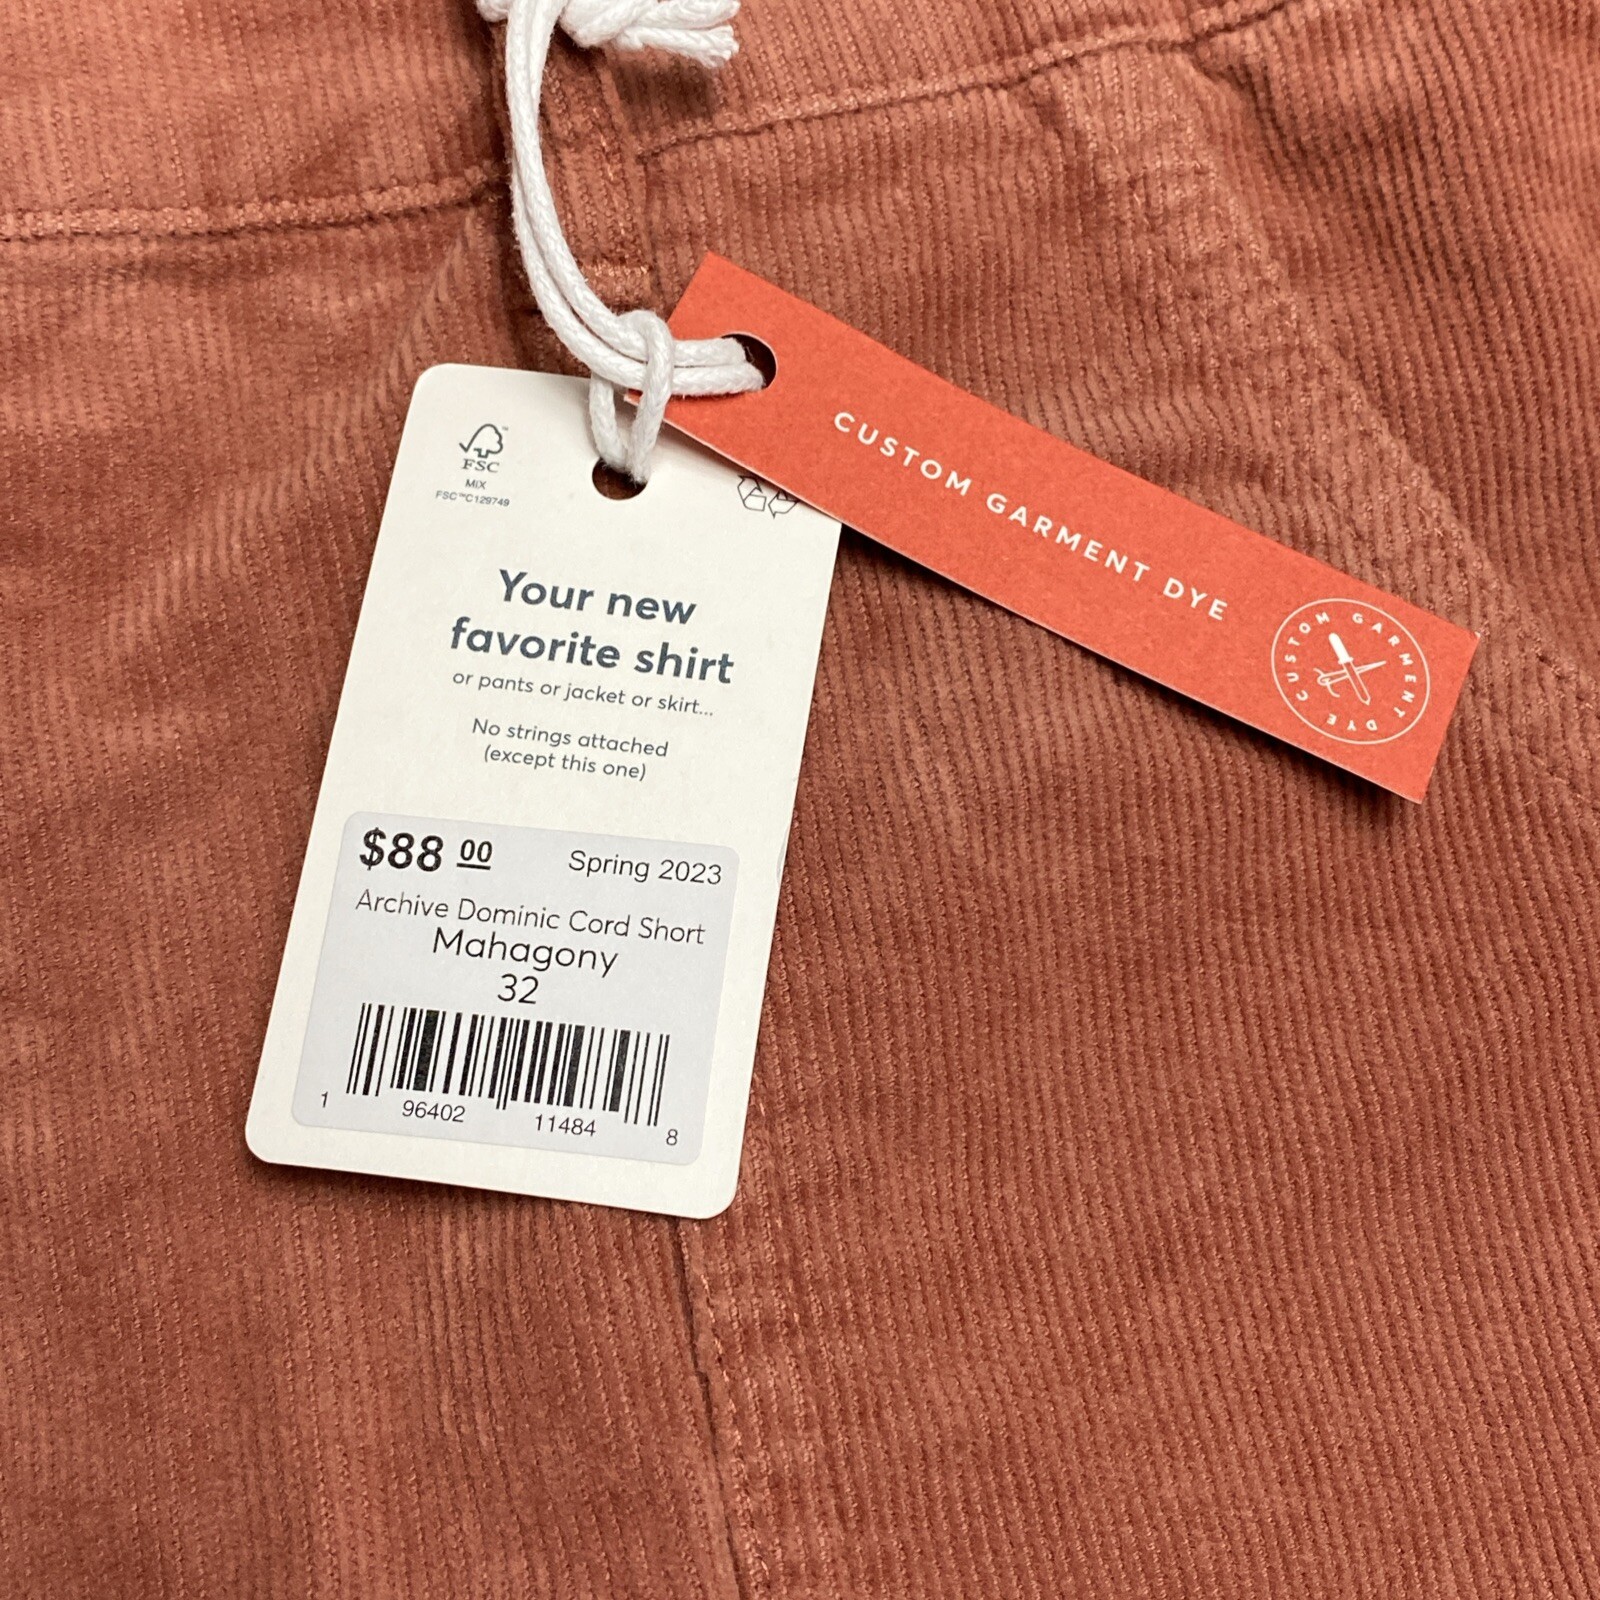 FSC
MIX
FSC™C129749
Your new
favorite shirt
or pants or jacket or skirt...
No strings attached
(except this one)
$88 00
Spring 2023
Archive Dominic Cord Short
Mahagony
32
1 96402 11484 8
CUSTOM GARMENT DYE
CUSTOM GARMENT DYE